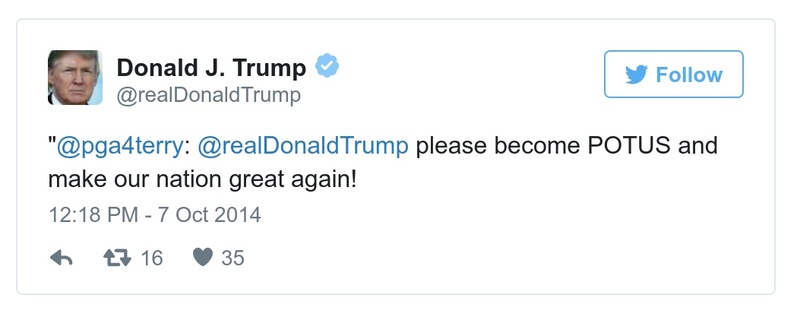 Donald J. Trump
@realDonaldTrump
Follow
"@pga4terry: @realDonaldTrump please become POTUS and
make our nation great again!
12:18 PM - 7 Oct 2014
16 35